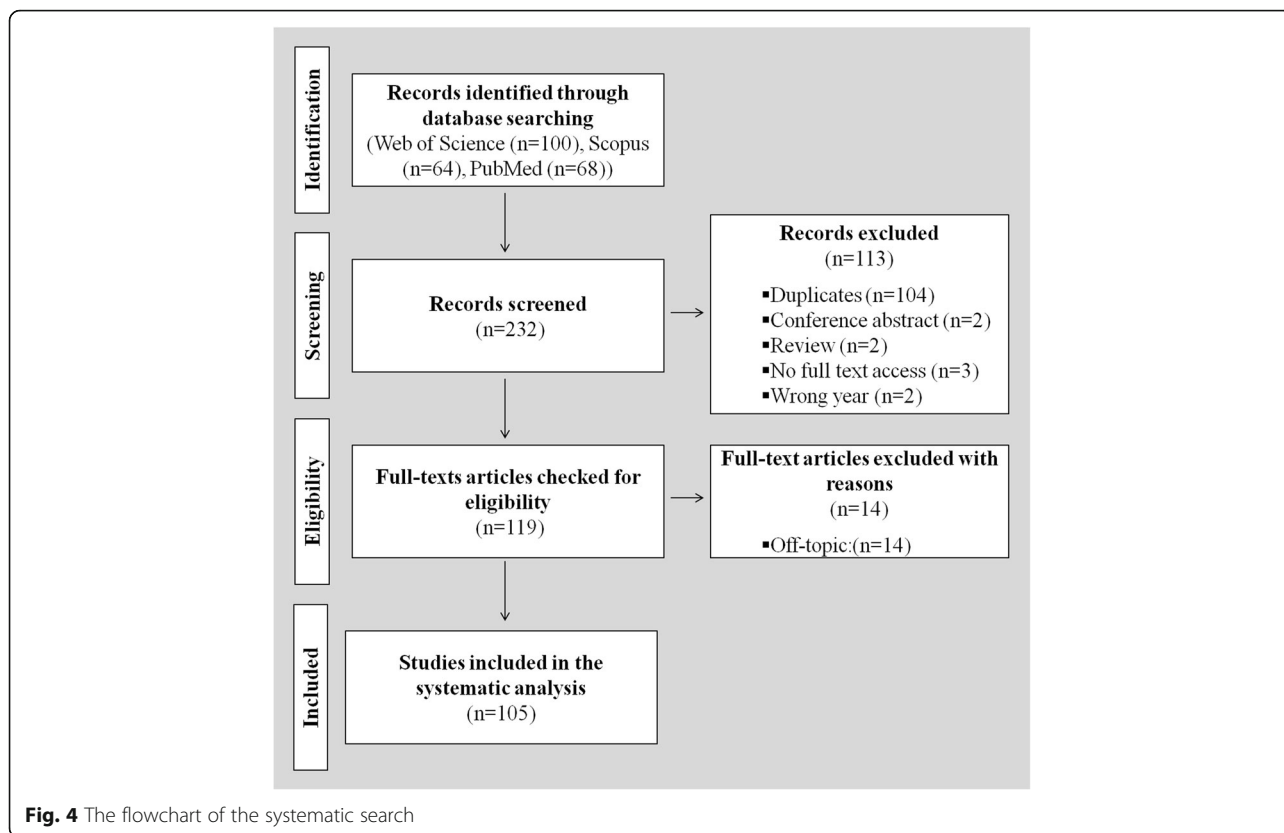 Identification
Records identified through
database searching
(Web of Science (n=100), Scopus
(n=64), PubMed (n=68))
Screening
Records screened
(n=232)
Records excluded
(n=113)
▪Duplicates (n=104)
▪Conference abstract (n=2)
▪Review (n=2)
▪No full text access (n=3)
▪Wrong year (n=2)
Eligibility
Full-texts articles checked for
eligibility
(n=119)
Full-text articles excluded with
reasons
(n=14)
▪Off-topic:(n=14)
Included
Studies included in the
systematic analysis
(n=105)
Fig. 4 The flowchart of the systematic search